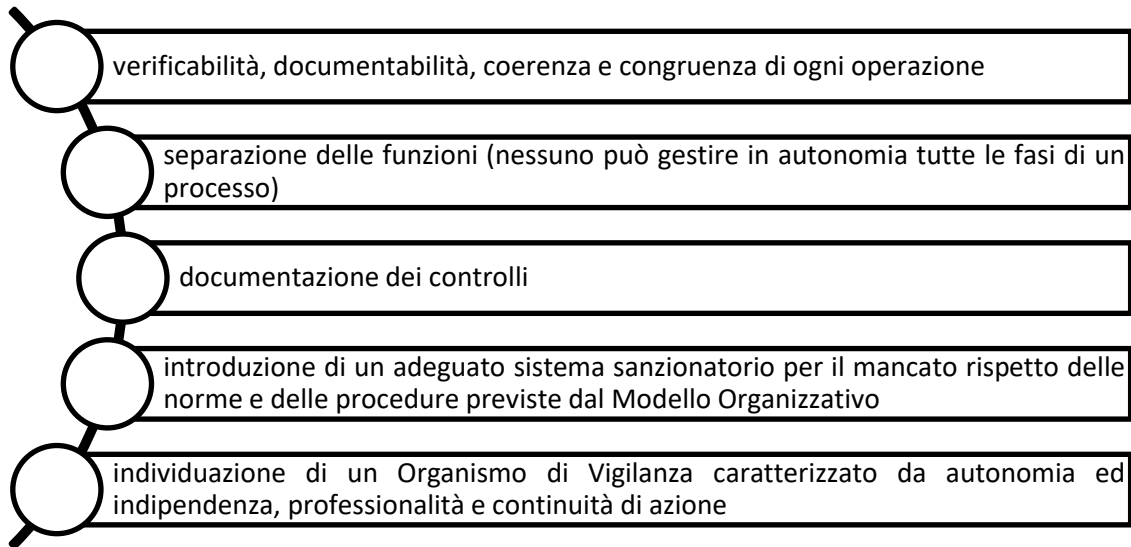 verificabilità, documentabilità, coerenza e congruenza di ogni operazione
separazione delle funzioni (nessuno può gestire in autonomia tutte le fasi di un
processo)
documentazione dei controlli
introduzione di un adeguato sistema sanzionatorio per il mancato rispetto delle
norme e delle procedure previste dal Modello Organizzativo
individuazione di un Organismo di Vigilanza caratterizzato da autonomia ed
indipendenza, professionalità e continuità di azione